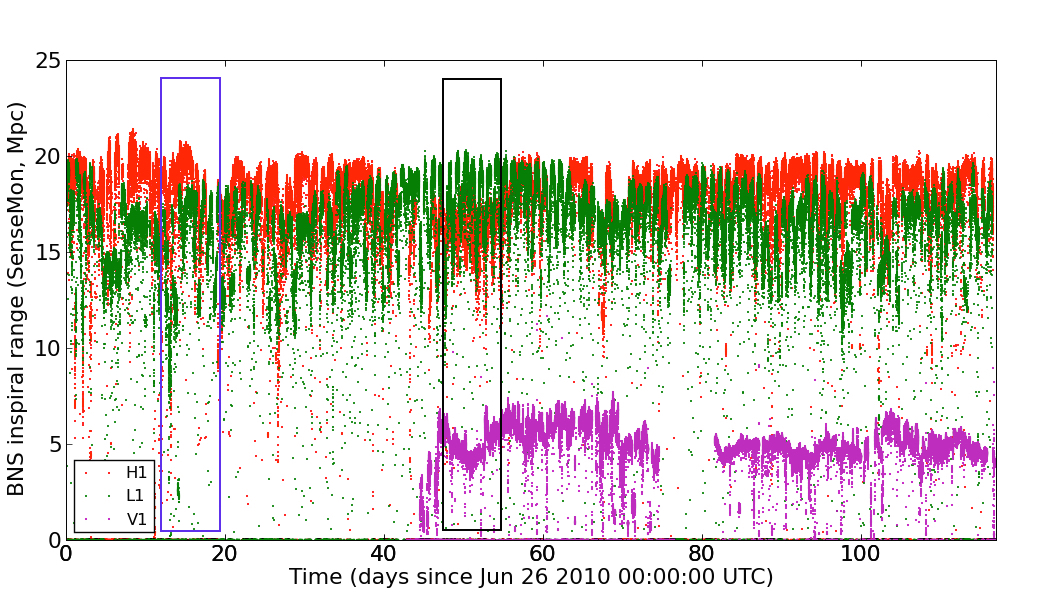 BNS inspiral range (SenseMon, Mpc)
25
20
15
10
5
0
H1
L1
V1
0 20 40 60 80 100
Time (days since Jun 26 2010 00:00:00 UTC)